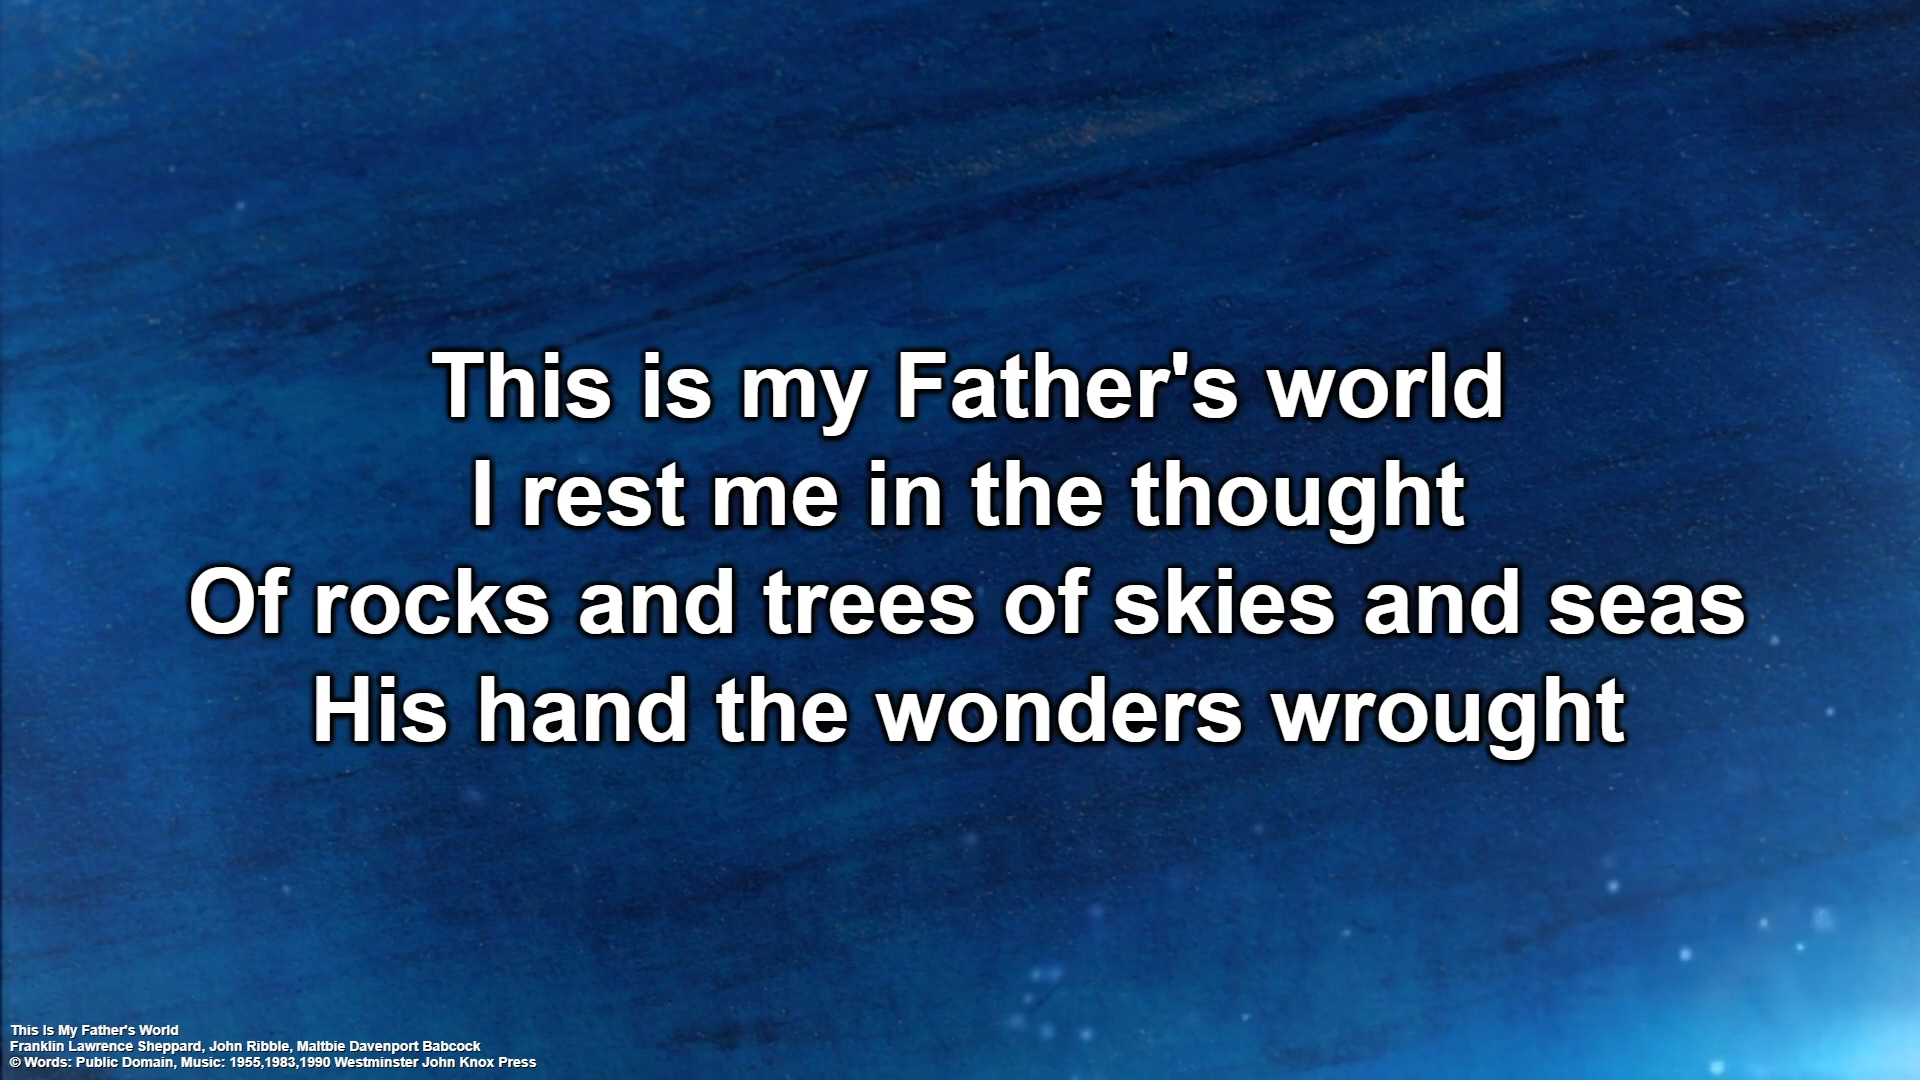 This is my Father's world
I rest me in the thought
Of rocks and trees of skies and seas
His hand the wonders wrought
This Is My Father's World
Franklin Lawrence Sheppard, John Ribble, Maltbie Davenport Babcock
© Words: Public Domain, Music: 1955,1983,1990 Westminster John Knox Press